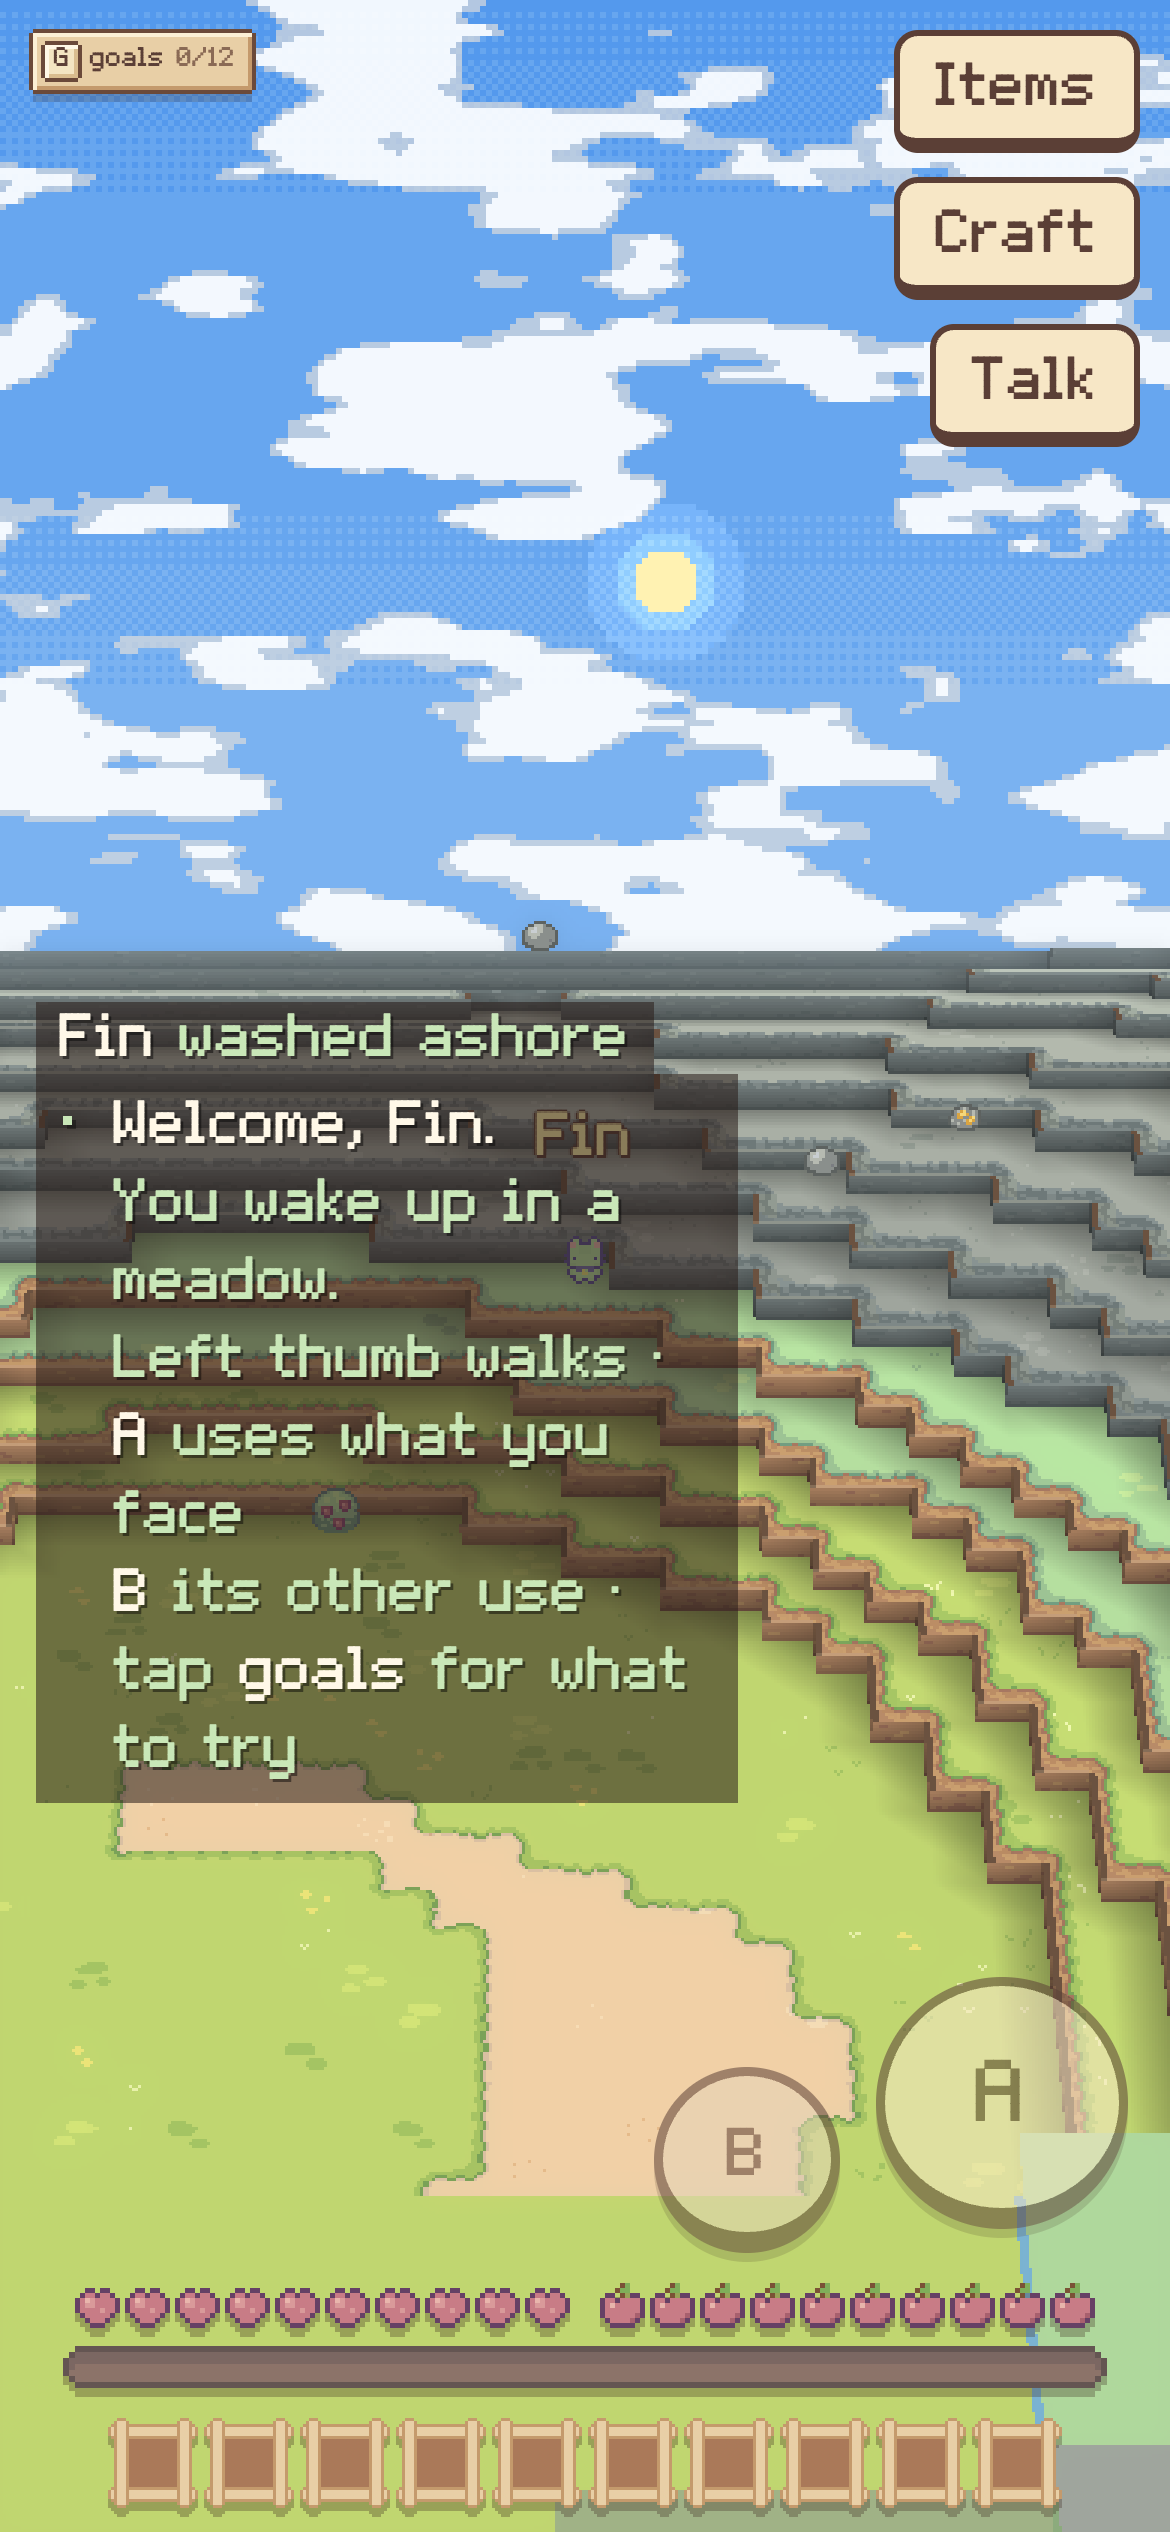 G goals 0/12
Items
Craft
Talk
Fin washed ashore
· Welcome, Fin.
Fin
You wake up in a
meadow.
Left thumb walks ·
A uses what you
face
B its other use ·
tap goals for what
to try
A
B